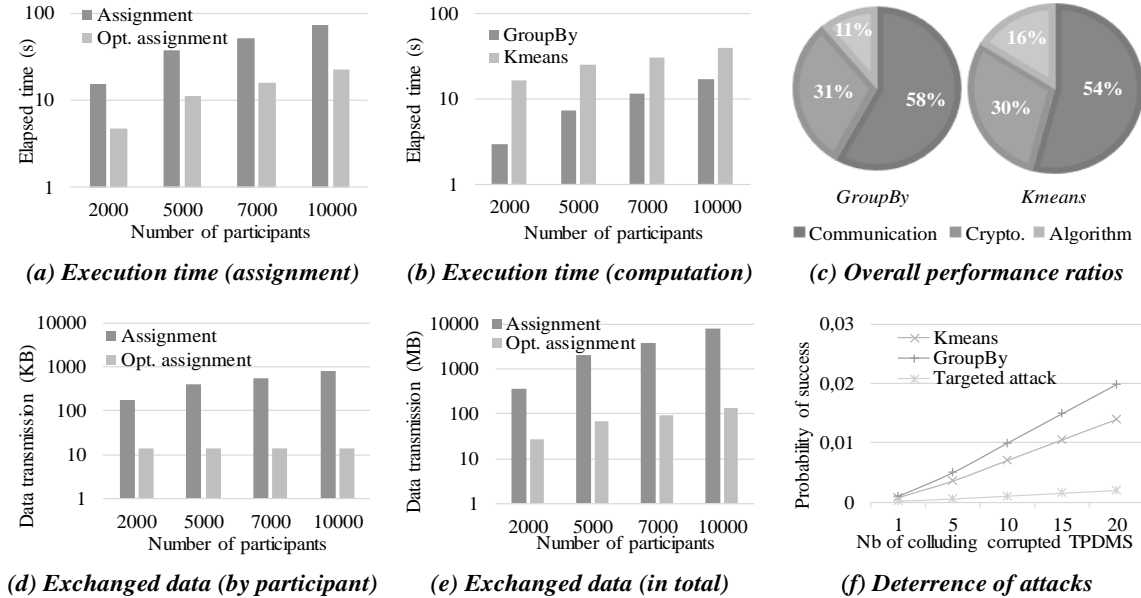 100
10
1
Elapsed time (s)
Assignment
Opt. assignment
2000 5000 7000 10000
Number of participants
(a) Execution time (assignment)
100
10
1
Elapsed time (s)
GroupBy
Kmeans
2000 5000 7000 10000
Number of participants
(b) Execution time (computation)
11%
31%
58%
GroupBy
16%
30%
54%
Kmeans
Communication Crypto. Algorithm
(c) Overall performance ratios
10000
1000
100
10
1
Data transmission (KB)
Assignment
Opt. assignment
2000 5000 7000 10000
Number of participants
(d) Exchanged data (by participant)
10000
1000
100
10
1
Data transmission (MB)
Assignment
Opt. assignment
2000 5000 7000 10000
Number of participants
(e) Exchanged data (in total)
0,03
0,02
0,01
0
Probability of success
Kmeans
GroupBy
Targeted attack
1 5 10 15 20
Nb of colluding corrupted TPDMS
(f) Deterrence of attacks